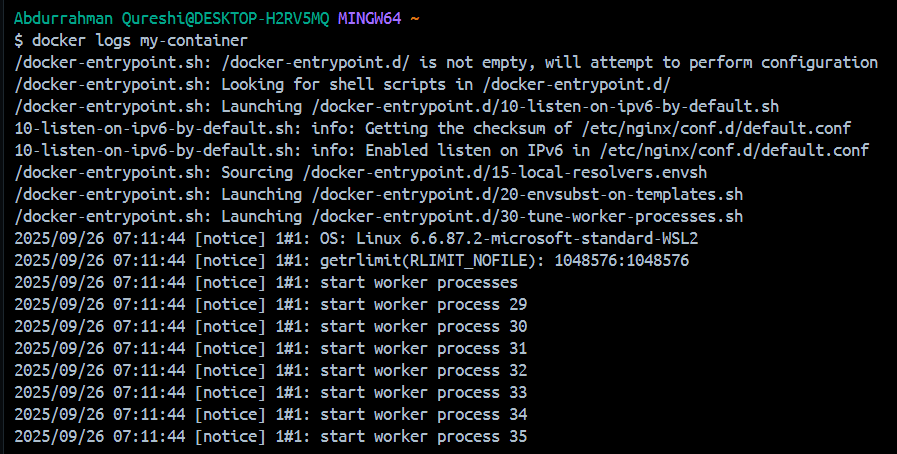 Abdurrahman Qureshi@DESKTOP-H2RV5MQ MINGW64 ~
$ docker logs my-container
/docker-entrypoint.sh: /docker-entrypoint.d/ is not empty, will attempt to perform configuration
/docker-entrypoint.sh: Looking for shell scripts in /docker-entrypoint.d/
/docker-entrypoint.sh: Launching /docker-entrypoint.d/10-listen-on-ipv6-by-default.sh
10-listen-on-ipv6-by-default.sh: info: Getting the checksum of /etc/nginx/conf.d/default.conf
10-listen-on-ipv6-by-default.sh: info: Enabled listen on IPv6 in /etc/nginx/conf.d/default.conf
/docker-entrypoint.sh: Sourcing /docker-entrypoint.d/15-local-resolvers.envsh
/docker-entrypoint.sh: Launching /docker-entrypoint.d/20-envsubst-on-templates.sh
/docker-entrypoint.sh: Launching /docker-entrypoint.d/30-tune-worker-processes.sh
2025/09/26 07:11:44 [notice] 1#1: OS: Linux 6.6.87.2-microsoft-standard-WSL2
2025/09/26 07:11:44 [notice] 1#1: getrlimit(RLIMIT_NOFILE): 1048576:1048576
2025/09/26 07:11:44 [notice] 1#1: start worker processes
2025/09/26 07:11:44 [notice] 1#1: start worker process 29
2025/09/26 07:11:44 [notice] 1#1: start worker process 30
2025/09/26 07:11:44 [notice] 1#1: start worker process 31
2025/09/26 07:11:44 [notice] 1#1: start worker process 32
2025/09/26 07:11:44 [notice] 1#1: start worker process 33
2025/09/26 07:11:44 [notice] 1#1: start worker process 34
2025/09/26 07:11:44 [notice] 1#1: start worker process 35